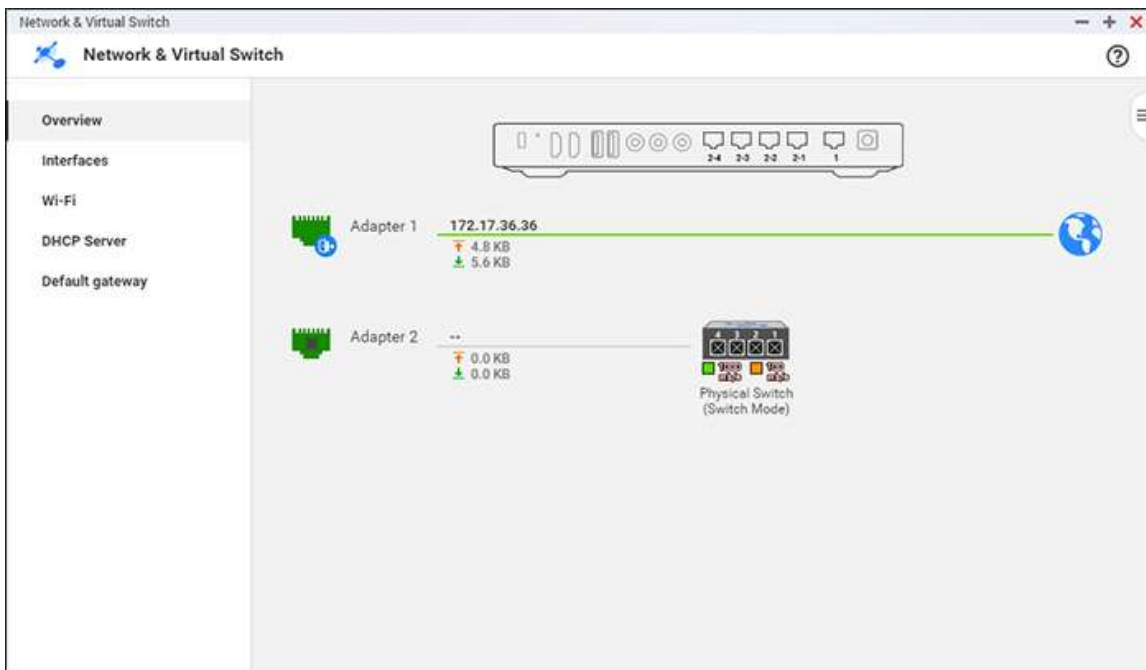 Network & Virtual Switch
Network & Virtual Switch
Overview
Interfaces
Wi-Fi
DHCP Server
Default gateway
2-4 2-3 2-2 2-1 1
Adapter 1
172.17.36.36
4.8 KB
5.6 KB
Adapter 2
--
0.0 KB
0.0 KB
4 3 2 1
Physical Switch
(Switch Mode)